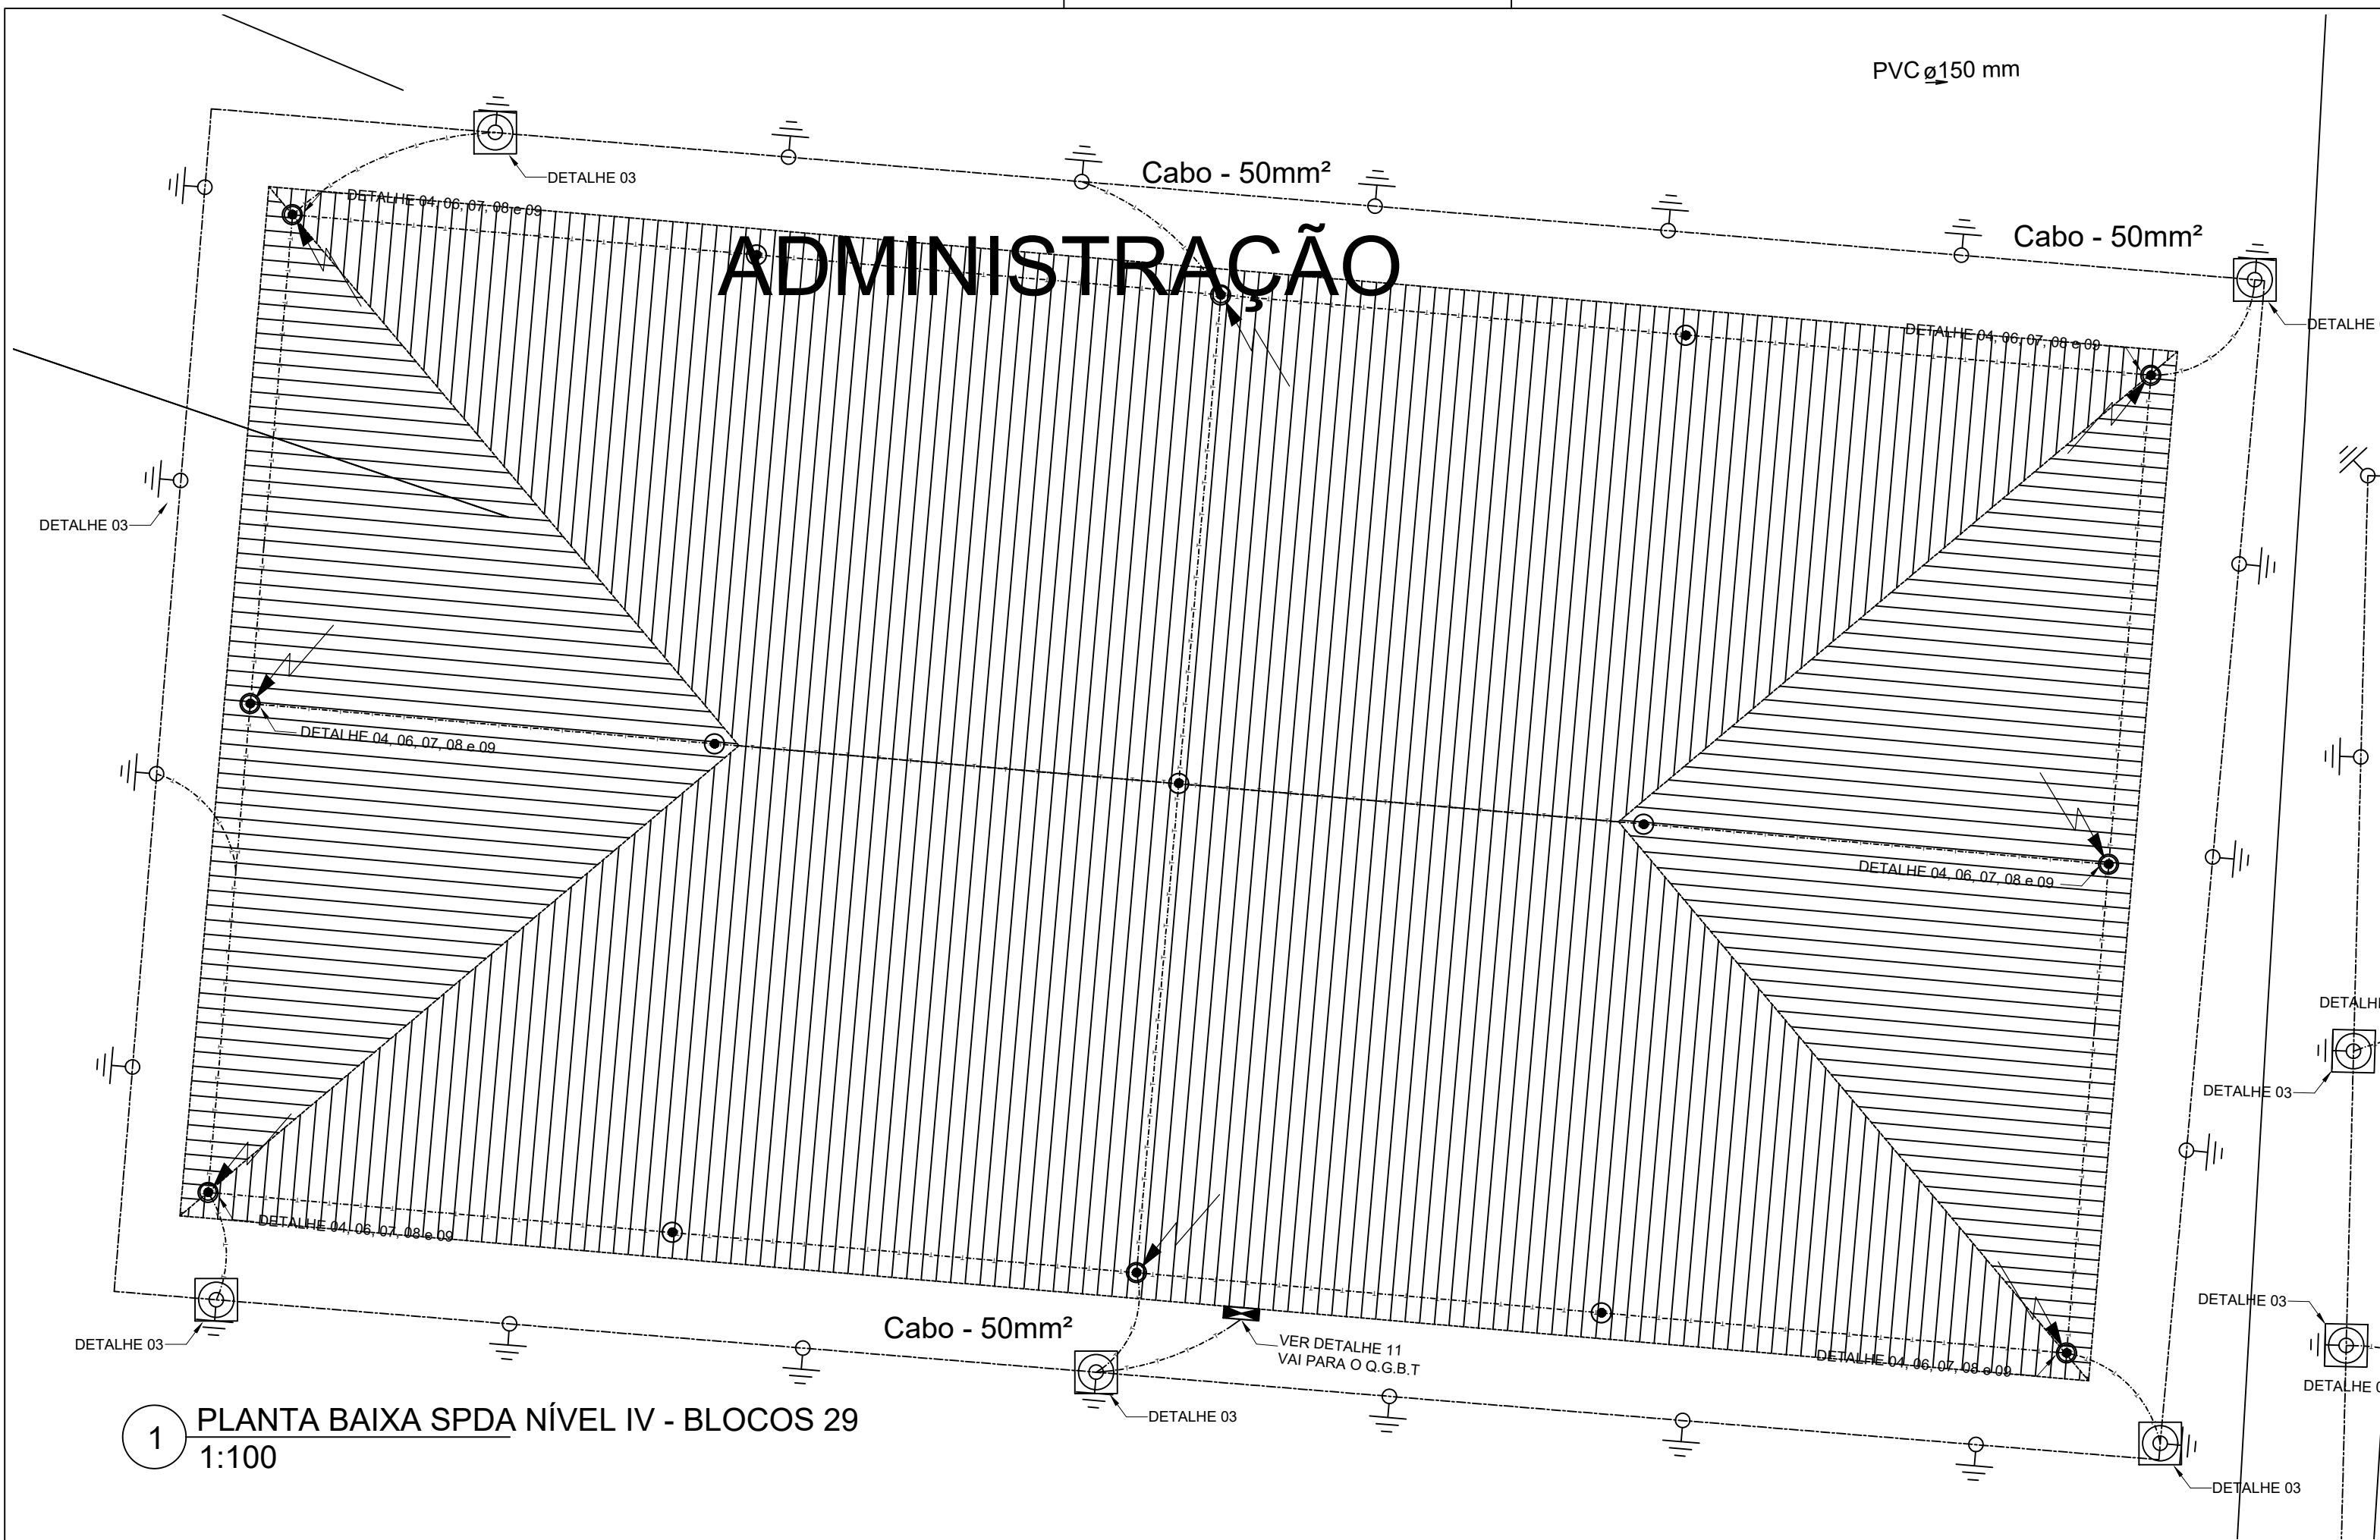 PVC ø150 mm
DETALHE 03
Cabo - 50mm²
DETALHE 04, 06, 07, 08 e 09
Cabo - 50mm²
ADMINISTRAÇÃO
DETALHE
DETALHE 04, 06, 07, 08 e 09
DETALHE 03
DETALHE 04, 06, 07, 08 e 09
DETALHE 04, 06, 07, 08 e 09
DETALHE 03
DETALHE 04, 06, 07, 08 e 09
DETALHE 03
Cabo - 50mm²
DETALHE 03
VER DETALHE 11
VAI PARA O Q.G.B.T
DETALHE 04, 06, 07, 08 e 09
DETALHE
DETALHE 03
1
PLANTA BAIXA SPDA NÍVEL IV - BLOCOS 29
1:100
DETALHE 03